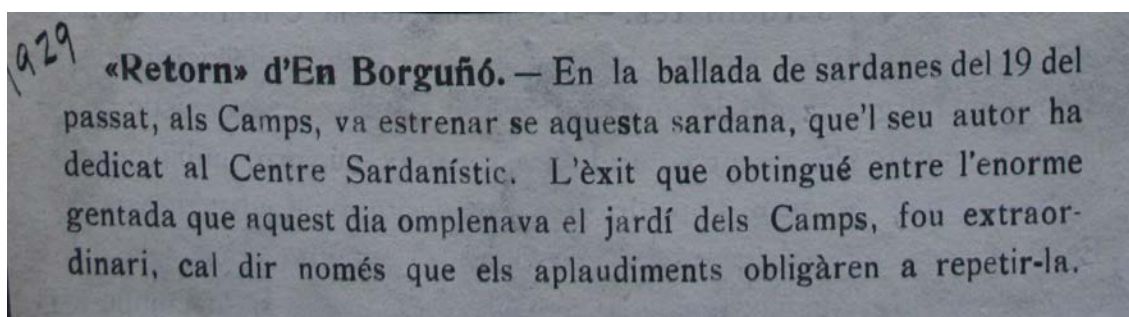 1929
«Retorn» d'En Borguñó. — En la ballada de sardanes del 19 del
passat, als Camps, va estrenar se aquesta sardana, que'l seu autor ha
dedicat al Centre Sardanístic. L'èxit que obtingué entre l'enorme
gentada que aquest dia omplenava el jardí dels Camps, fou extraor-
dinari, cal dir només que els aplaudiments obligàren a repetir-la.